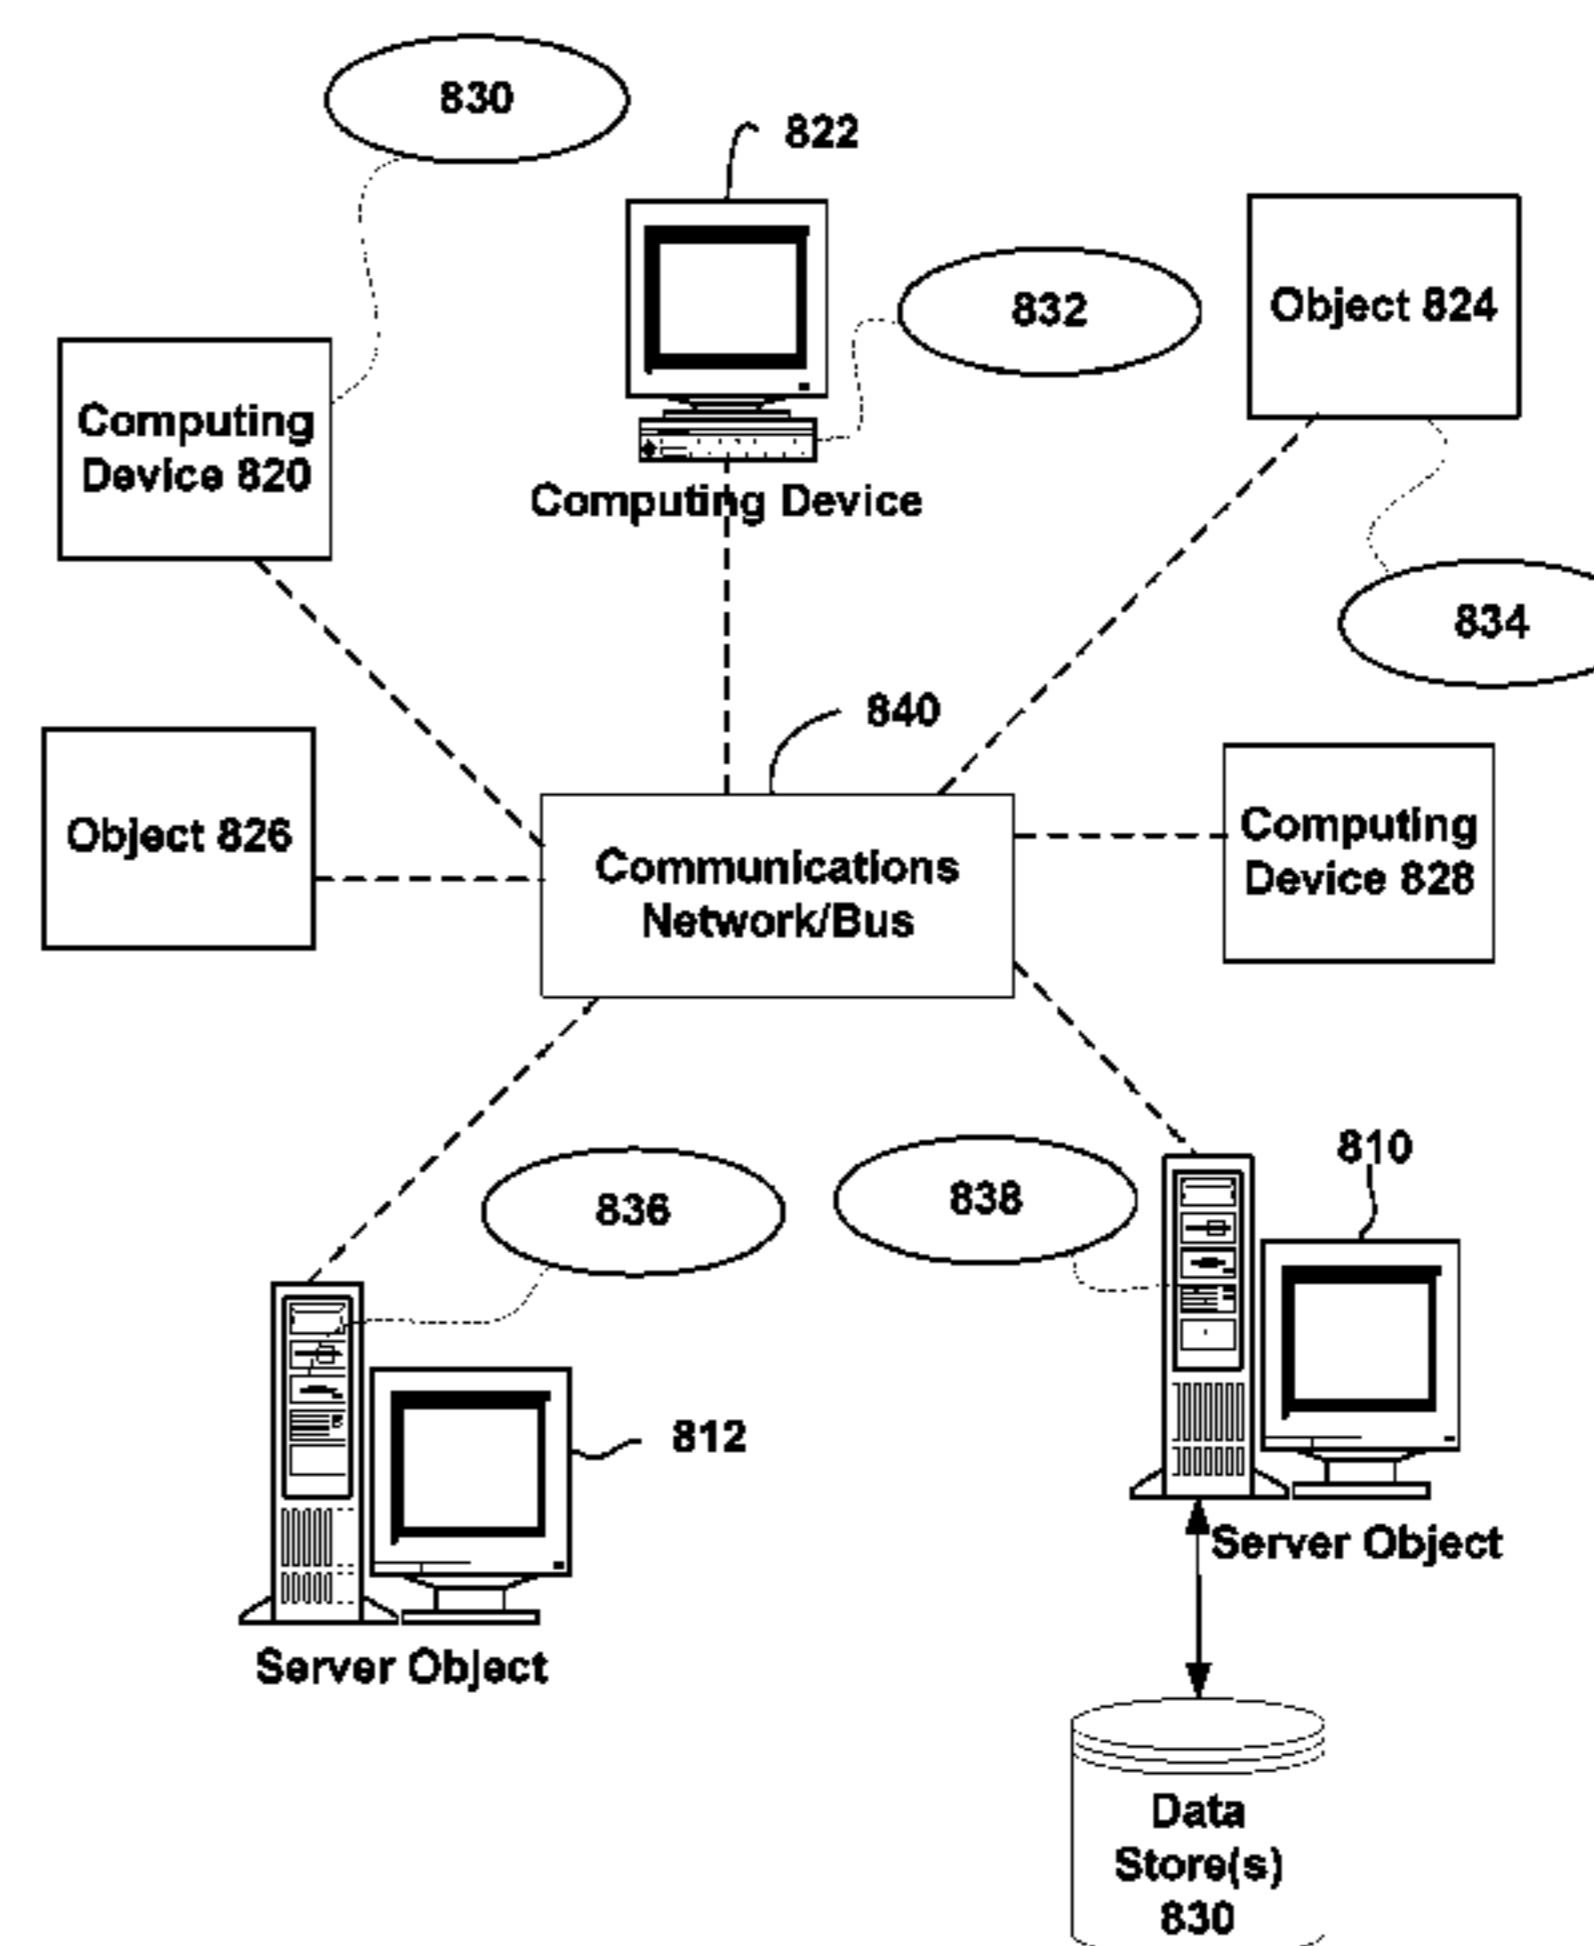 830
822
832
Object 824
Computing
Device 820
Computing Device
834
840
Object 826
Communications
Network/Bus
Computing
Device 828
836
838
810
812
Server Object
Server Object
Data
Store(s)
830